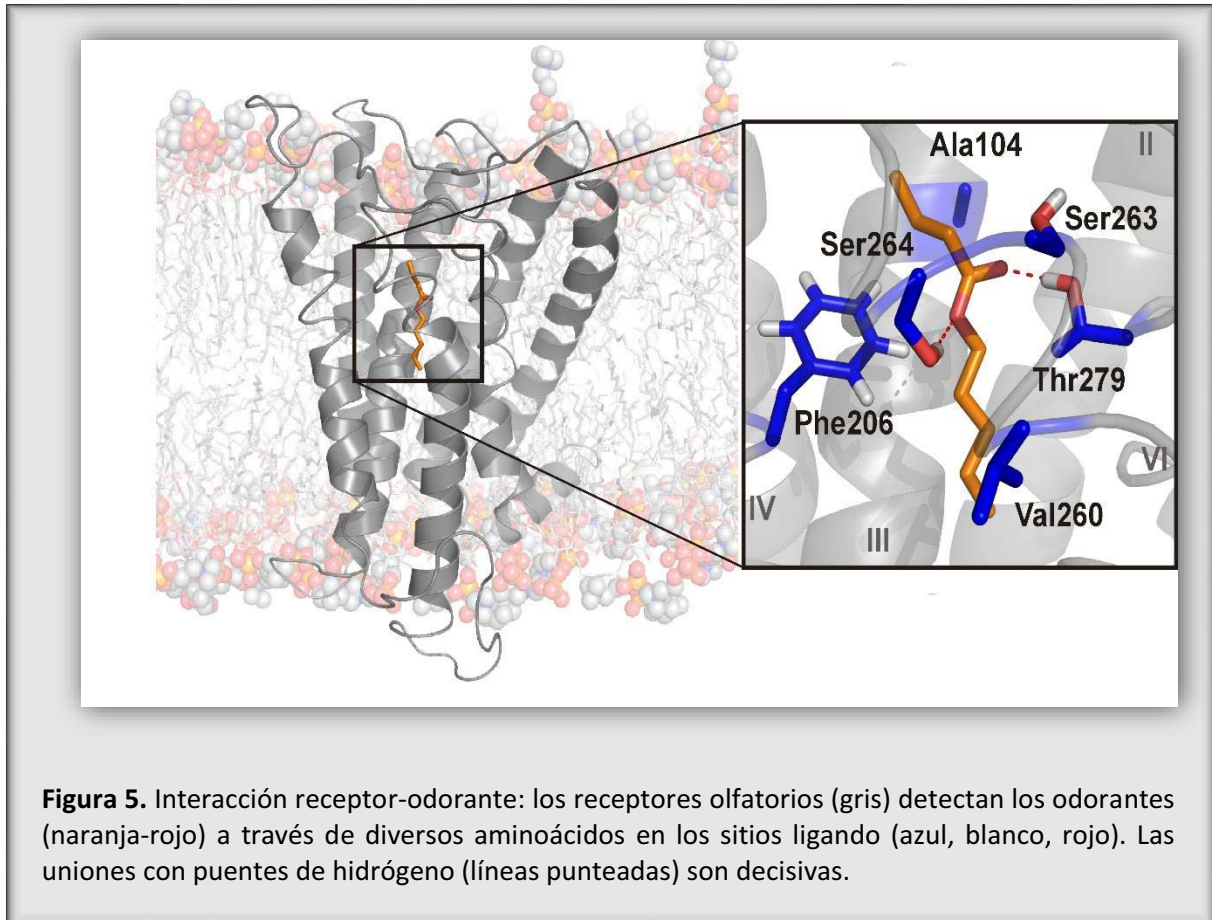 Ala104
II
Ser263
Ser264
Thr279
Phe206
VI
IV
Val260
III
Figura 5. Interacción receptor-odorante: los receptores olfatorios (gris) detectan los odorantes
(naranja-rojo) a través de diversos aminoácidos en los sitios ligando (azul, blanco, rojo). Las
uniones con puentes de hidrógeno (líneas punteadas) son decisivas.